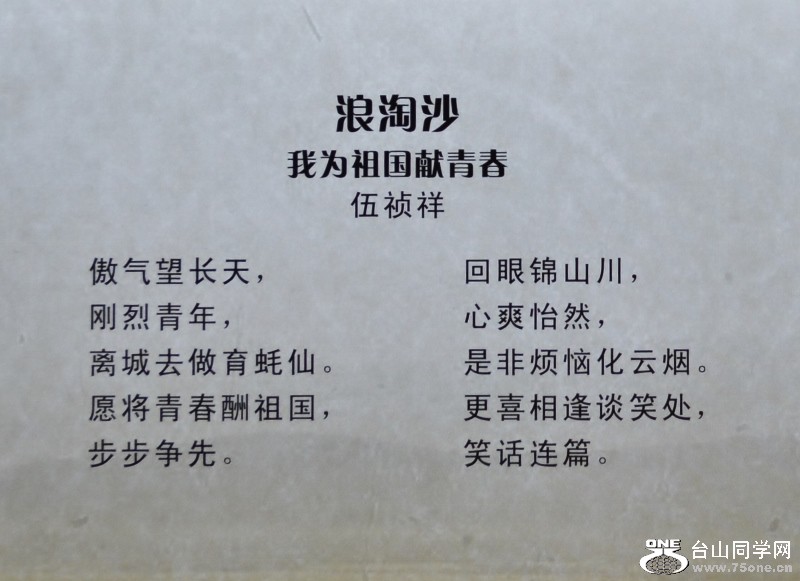 浪淘沙
我为祖国献青春
伍祯祥
傲气望长天，
刚烈青年，
离城去做育蚝仙。
愿将青春酬祖国，
步步争先。
回眼锦山川，
心爽怡然，
是非烦恼化云烟。
更喜相逢谈笑处，
笑话连篇。
ONE 台山同学网
www.75one.cn